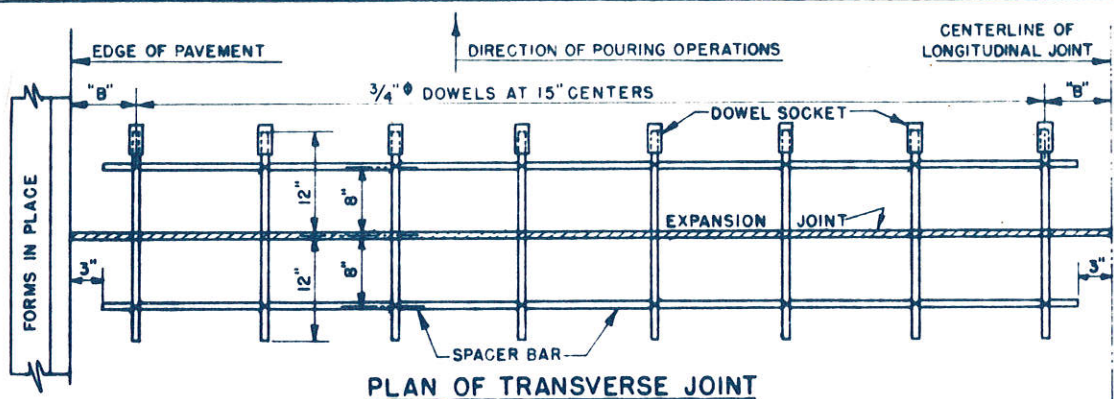 EDGE OF PAVEMENT
DIRECTION OF POURING OPERATIONS
CENTERLINE OF
LONGITUDINAL JOINT
"B"
3/4" Φ DOWELS AT 15" CENTERS
"B"
DOWEL SOCKET
FORMS IN PLACE
12"
8"
EXPANSION JOINT
3"
12"
8"
3"
SPACER BAR
PLAN OF TRANSVERSE JOINT